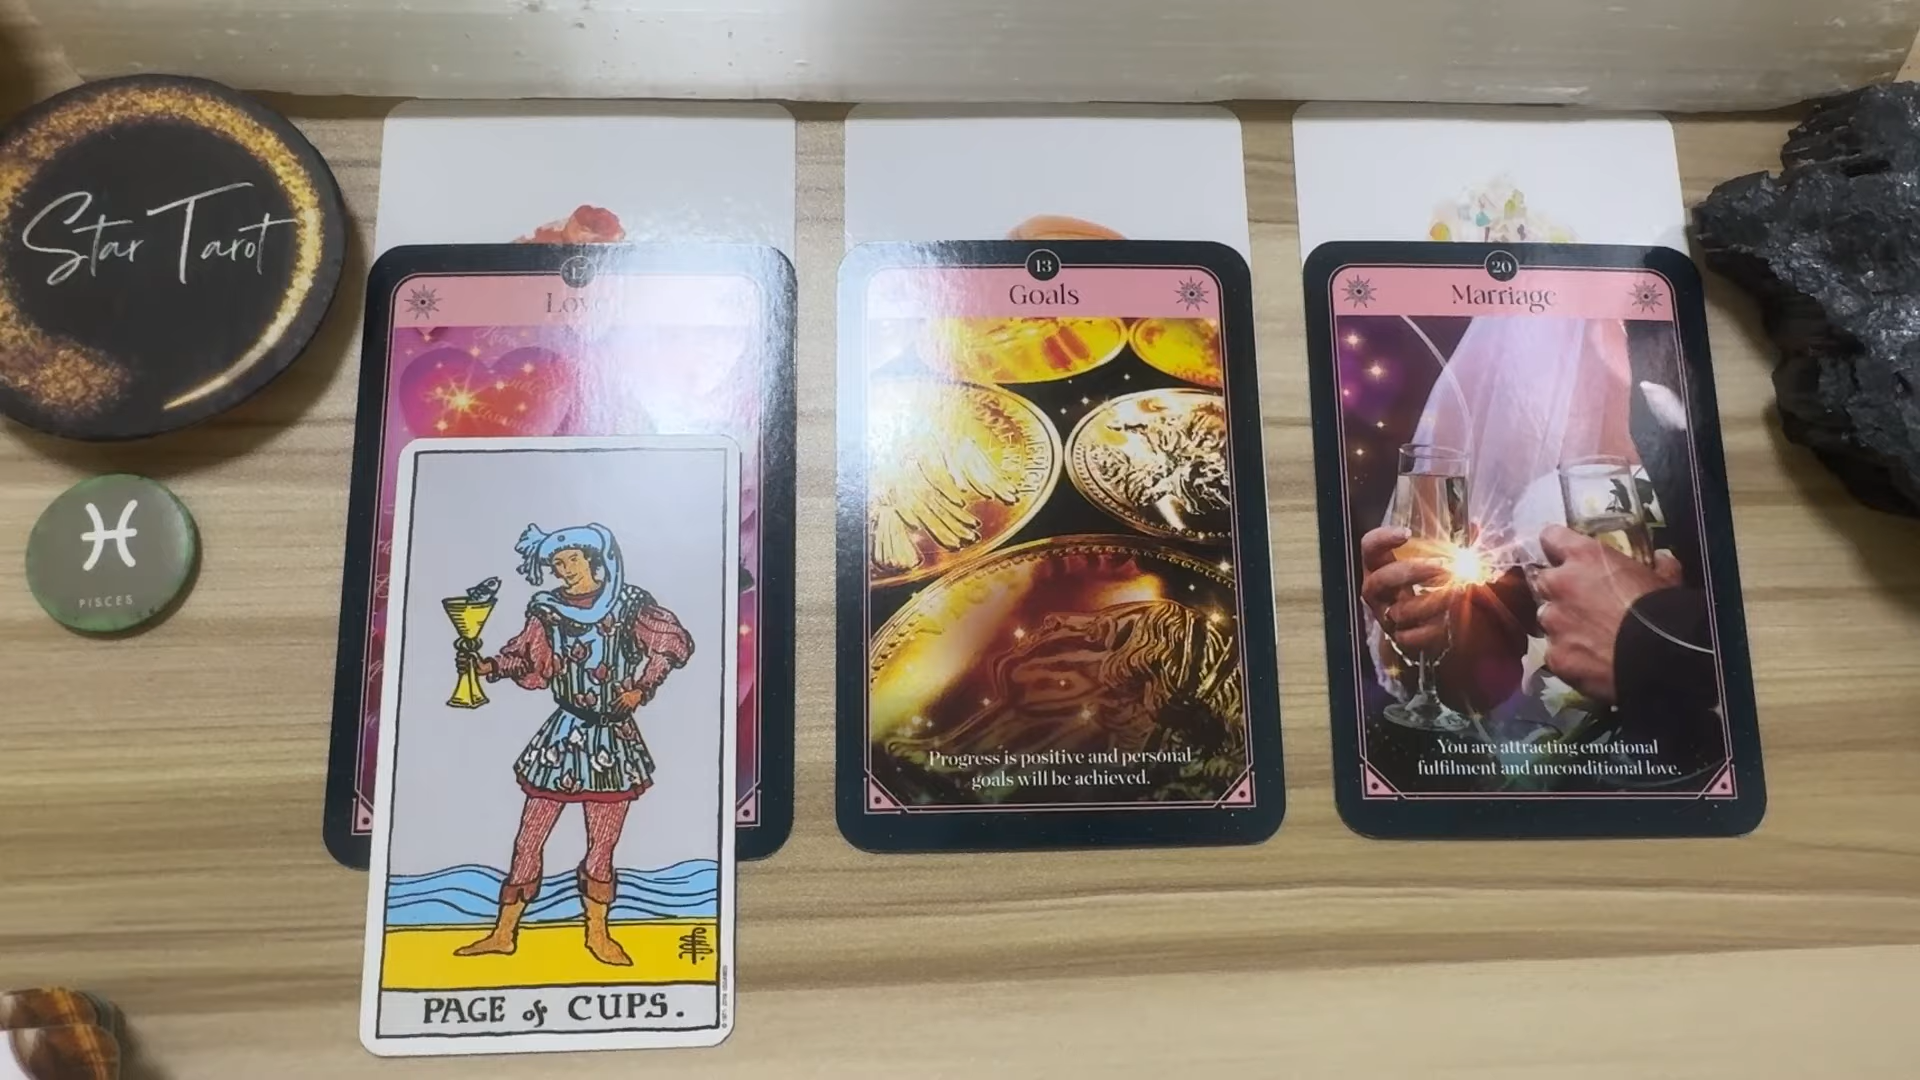 Star Tarot
PISCES
Love
PAGE of CUPS.
13
Goals
Progress is positive and personal
goals will be achieved.
20
Marriage
You are attracting emotional
fulfilment and unconditional love.